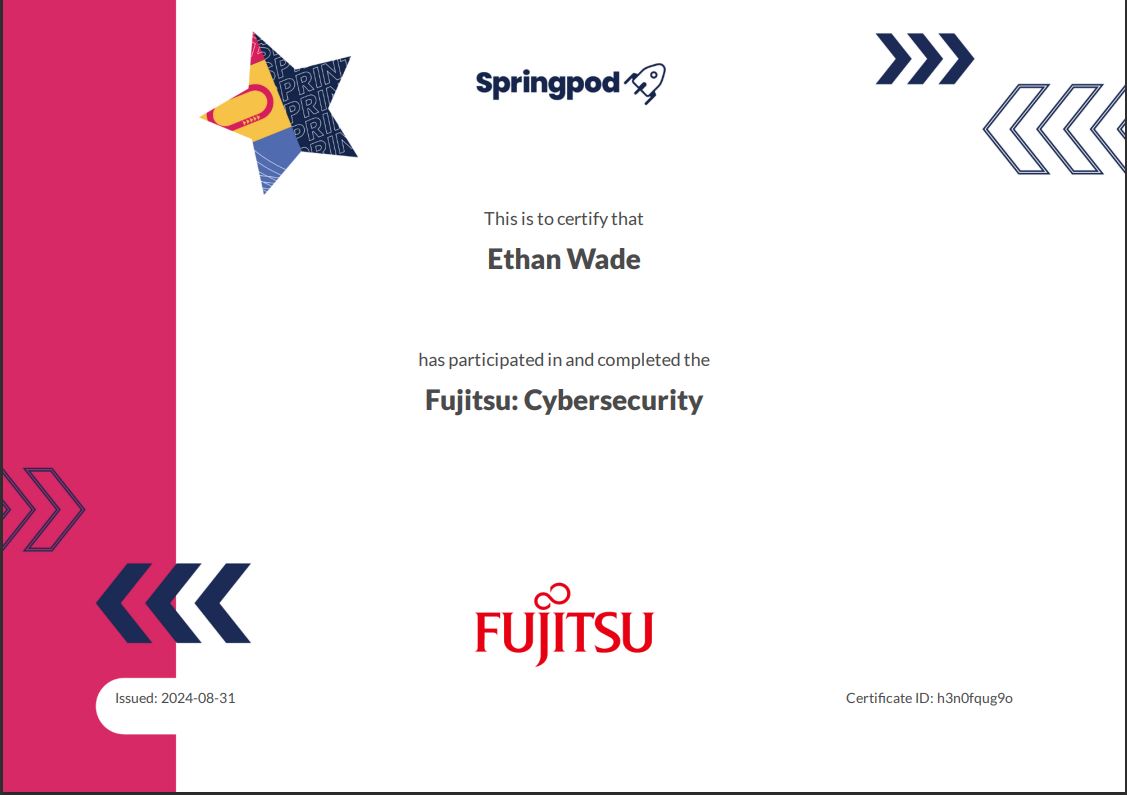 Springpod
This is to certify that
Ethan Wade
has participated in and completed the
Fujitsu: Cybersecurity
FUJITSU
Issued: 2024-08-31
Certificate ID: h3n0fqug9o